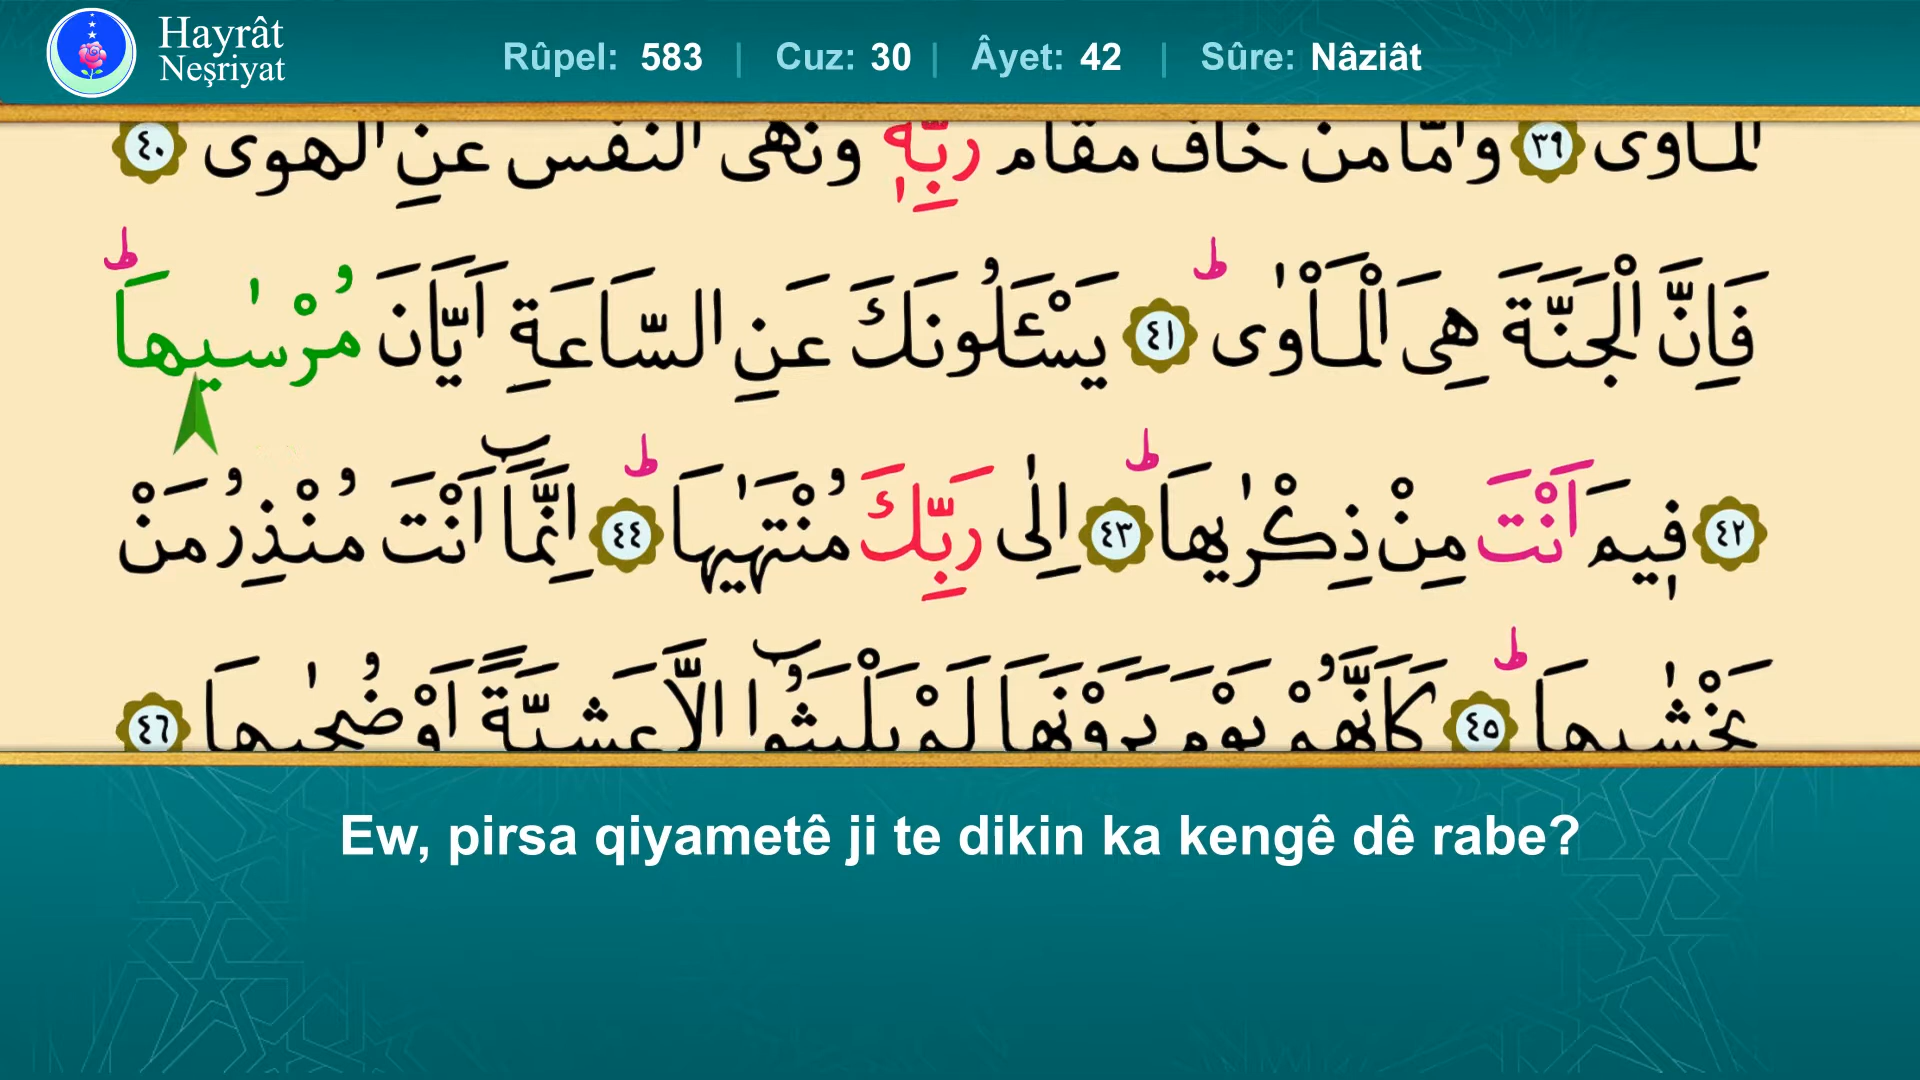 Hayrât
Neşriyat
Rûpel: 583 | Cuz: 30 | Âyet: 42 | Sûre: Nâziât
الْمَاْوٰى ﴿٣٩﴾ وَاَمَّا مَنْ خَافَ مَقَامَ رَبِّهٖ وَنَهَى النَّفْسَ عَنِ الْهَوٰى ﴿٤٠﴾
فَاِنَّ الْجَنَّةَ هِىَ الْمَاْوٰىؕ ﴿٤١﴾ يَسْـَٔلُونَكَ عَنِ السَّاعَةِ اَيَّانَ مُرْسٰيهَاؕ
﴿٤٢﴾ فٖيمَ اَنْتَ مِنْ ذِكْرٰيهَاؕ ﴿٤٣﴾ اِلٰى رَبِّكَ مُنْتَهٰيهَاؕ ﴿٤٤﴾ اِنَّمَٓا اَنْتَ مُنْذِرُ مَنْ
يَخْشٰيهَاؕ ﴿٤٥﴾ كَاَنَّهُمْ يَوْمَ يَرَوْنَهَا لَمْ يَلْبَثُٓوا اِلَّا عَشِيَّةً اَوْ ضُحٰيهَا ﴿٤٦﴾
Ew, pirsa qiyametê ji te dikin ka kengê dê rabe?